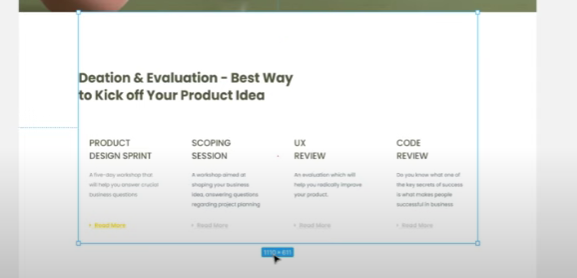 Deation & Evaluation - Best Way
to Kick off Your Product Idea
PRODUCT
DESIGN SPRINT
A five-day workshop that
will help you answer crucial
business questions
Read More
SCOPING
SESSION
A workshop aimed at
shaping your business
idea, answering questions
regarding project planning
Read More
UX
REVIEW
An evaluation which will
help you radically improve
your product.
Read More
CODE
REVIEW
Do you know what one of
the key secrets of success
is what makes people
successful in business
Read More